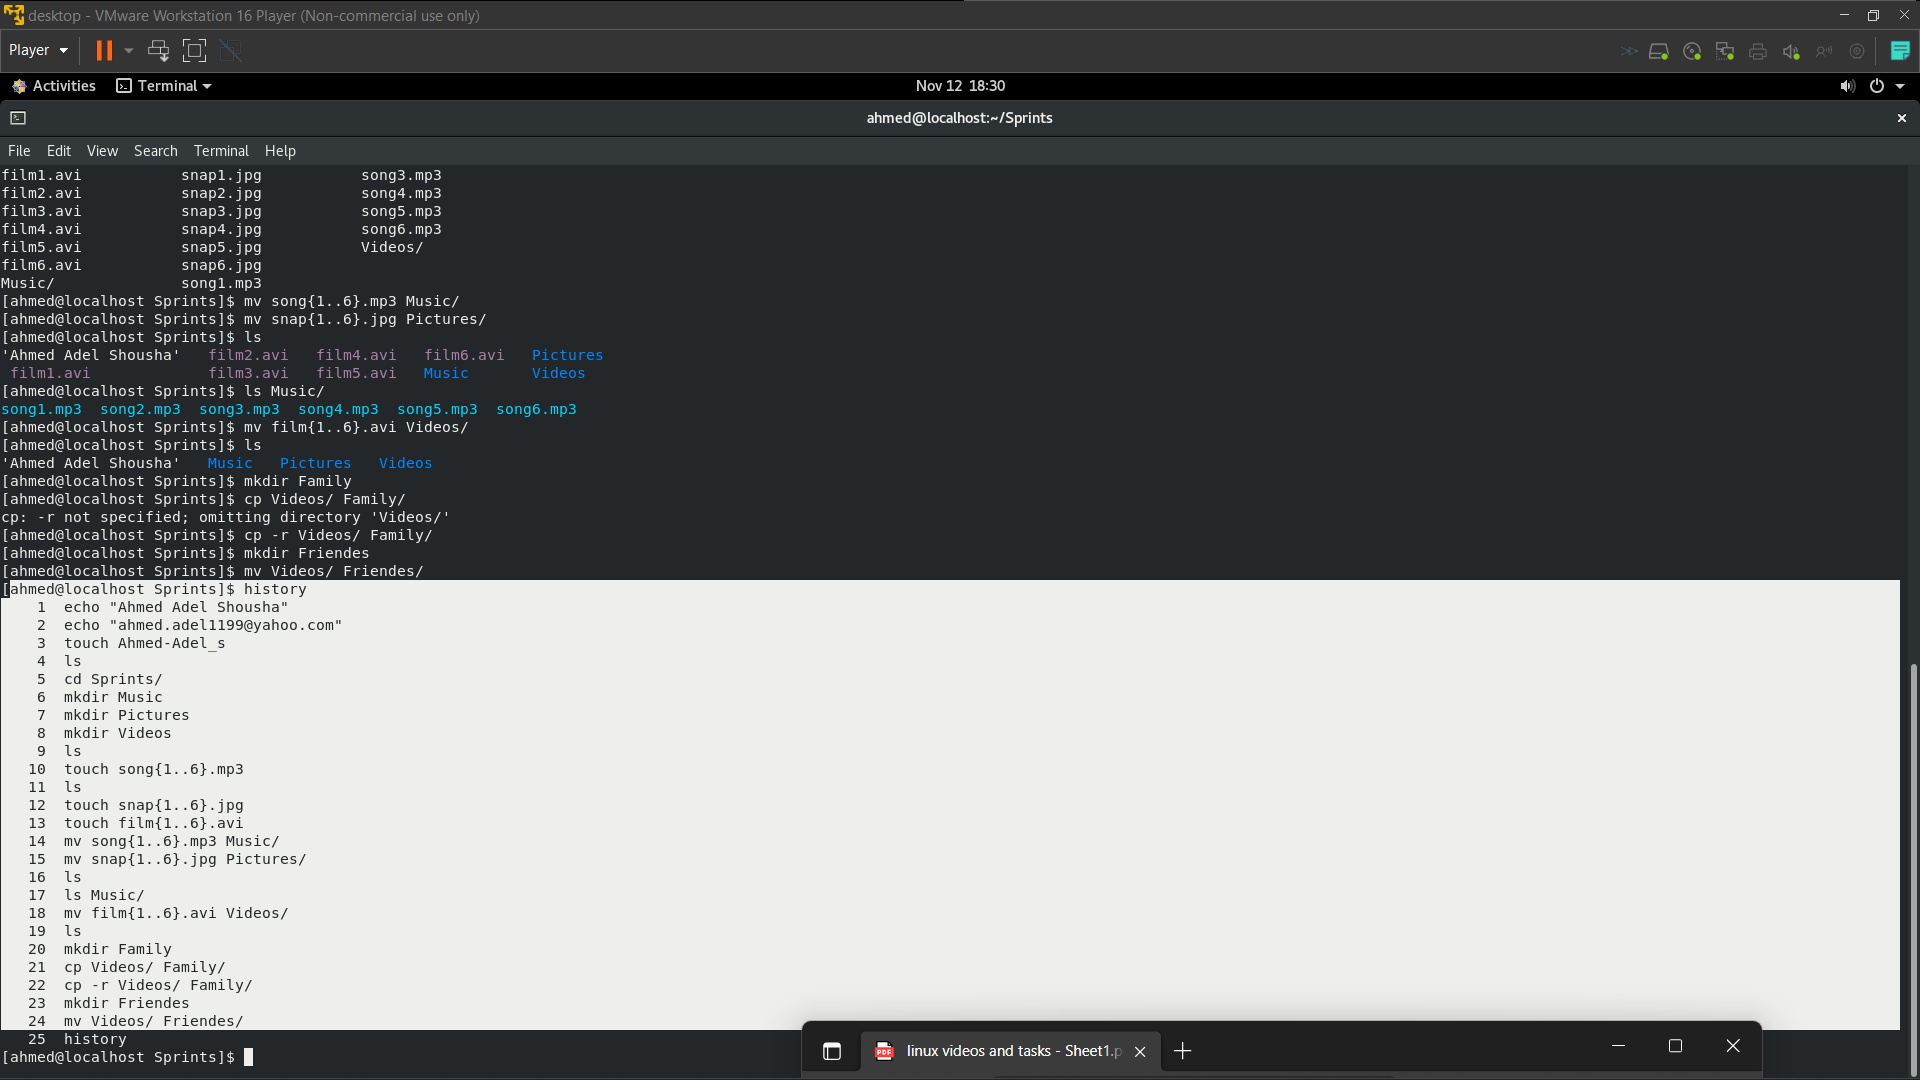 desktop - VMware Workstation 16 Player (Non-commercial use only)
Player
Activities Terminal Nov 12 18:30
ahmed@localhost:~/Sprints
File Edit View Search Terminal Help
film1.avi snap1.jpg song3.mp3
film2.avi snap2.jpg song4.mp3
film3.avi snap3.jpg song5.mp3
film4.avi snap4.jpg song6.mp3
film5.avi snap5.jpg Videos/
film6.avi snap6.jpg
Music/ song1.mp3
[ahmed@localhost Sprints]$ mv song{1..6}.mp3 Music/
[ahmed@localhost Sprints]$ mv snap{1..6}.jpg Pictures/
[ahmed@localhost Sprints]$ ls
'Ahmed Adel Shousha' film2.avi film4.avi film6.avi Pictures
film1.avi film3.avi film5.avi Music Videos
[ahmed@localhost Sprints]$ ls Music/
song1.mp3 song2.mp3 song3.mp3 song4.mp3 song5.mp3 song6.mp3
[ahmed@localhost Sprints]$ mv film{1..6}.avi Videos/
[ahmed@localhost Sprints]$ ls
'Ahmed Adel Shousha' Music Pictures Videos
[ahmed@localhost Sprints]$ mkdir Family
[ahmed@localhost Sprints]$ cp Videos/ Family/
cp: -r not specified; omitting directory 'Videos/'
[ahmed@localhost Sprints]$ cp -r Videos/ Family/
[ahmed@localhost Sprints]$ mkdir Friendes
[ahmed@localhost Sprints]$ mv Videos/ Friendes/
[ahmed@localhost Sprints]$ history
1 echo "Ahmed Adel Shousha"
2 echo "ahmed.adel1199@yahoo.com"
3 touch Ahmed-Adel_s
4 ls
5 cd Sprints/
6 mkdir Music
7 mkdir Pictures
8 mkdir Videos
9 ls
10 touch song{1..6}.mp3
11 ls
12 touch snap{1..6}.jpg
13 touch film{1..6}.avi
14 mv song{1..6}.mp3 Music/
15 mv snap{1..6}.jpg Pictures/
16 ls
17 ls Music/
18 mv film{1..6}.avi Videos/
19 ls
20 mkdir Family
21 cp Videos/ Family/
22 cp -r Videos/ Family/
23 mkdir Friendes
24 mv Videos/ Friendes/
25 history
[ahmed@localhost Sprints]$
PDF linux videos and tasks - Sheet1.p